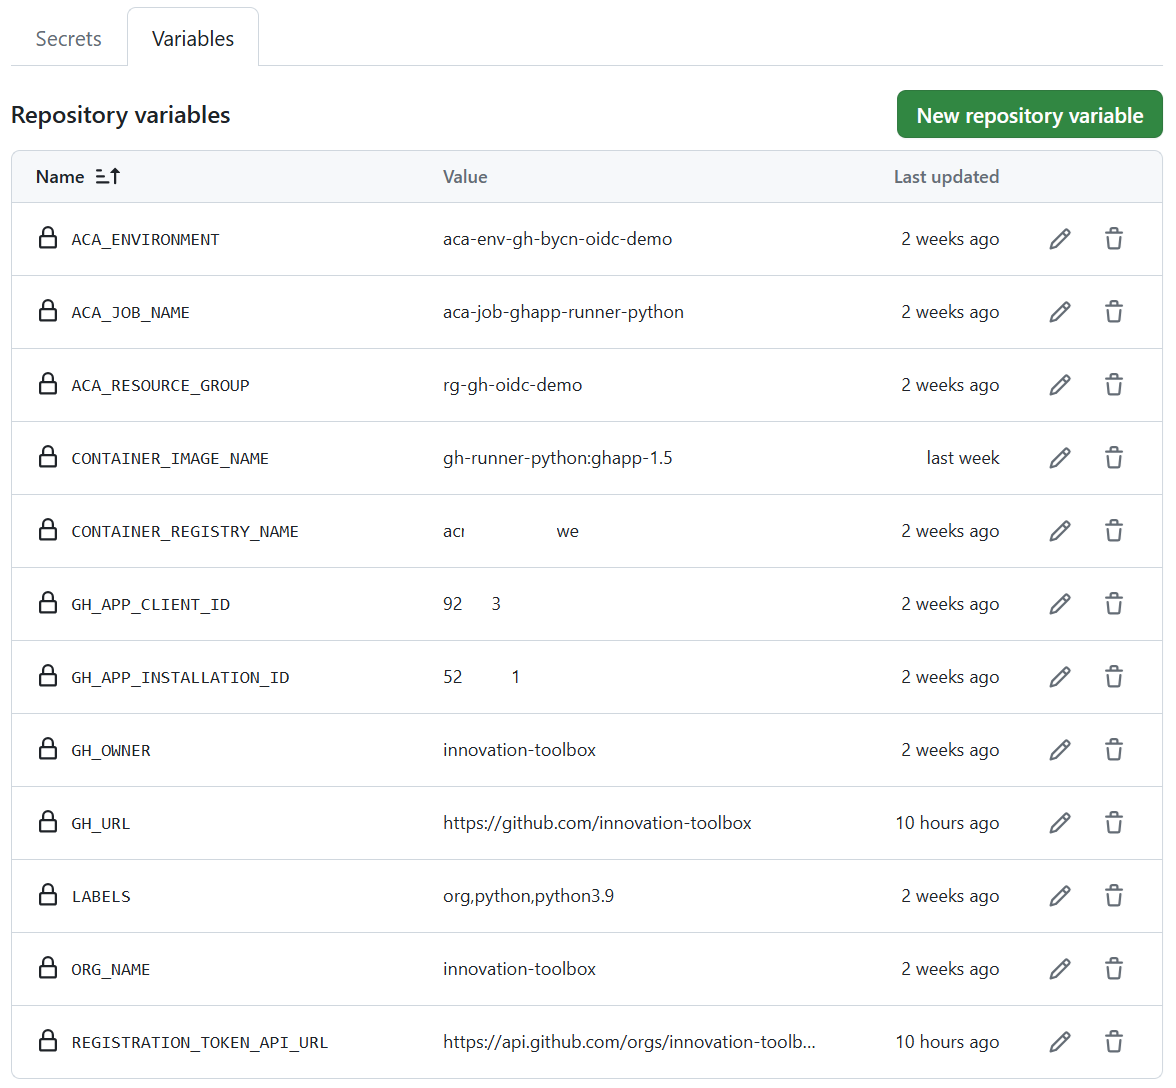 Secrets Variables
Repository variables New repository variable
Name Value Last updated
ACA_ENVIRONMENT aca-env-gh-bycn-oidc-demo 2 weeks ago
ACA_JOB_NAME aca-job-ghapp-runner-python 2 weeks ago
ACA_RESOURCE_GROUP rg-gh-oidc-demo 2 weeks ago
CONTAINER_IMAGE_NAME gh-runner-python:ghapp-1.5 last week
CONTAINER_REGISTRY_NAME acr we 2 weeks ago
GH_APP_CLIENT_ID 92 3 2 weeks ago
GH_APP_INSTALLATION_ID 52 1 2 weeks ago
GH_OWNER innovation-toolbox 2 weeks ago
GH_URL https://github.com/innovation-toolbox 10 hours ago
LABELS org,python,python3.9 2 weeks ago
ORG_NAME innovation-toolbox 2 weeks ago
REGISTRATION_TOKEN_API_URL https://api.github.com/orgs/innovation-toolb... 10 hours ago